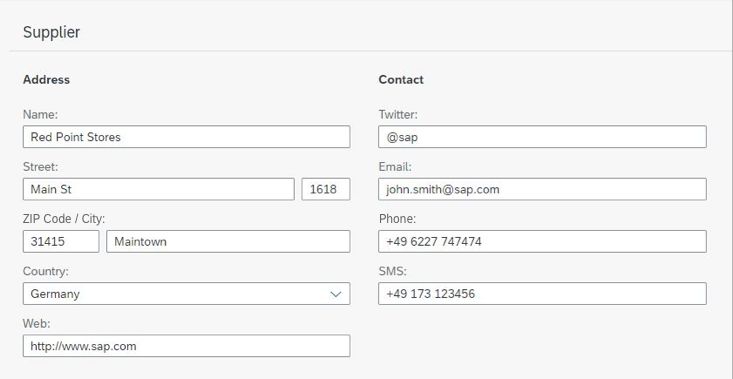 Supplier
Address
Name:
Red Point Stores
Street:
Main St 1618
ZIP Code / City:
31415 Maintown
Country:
Germany
Web:
http://www.sap.com
Contact
Twitter:
@sap
Email:
john.smith@sap.com
Phone:
+49 6227 747474
SMS:
+49 173 123456